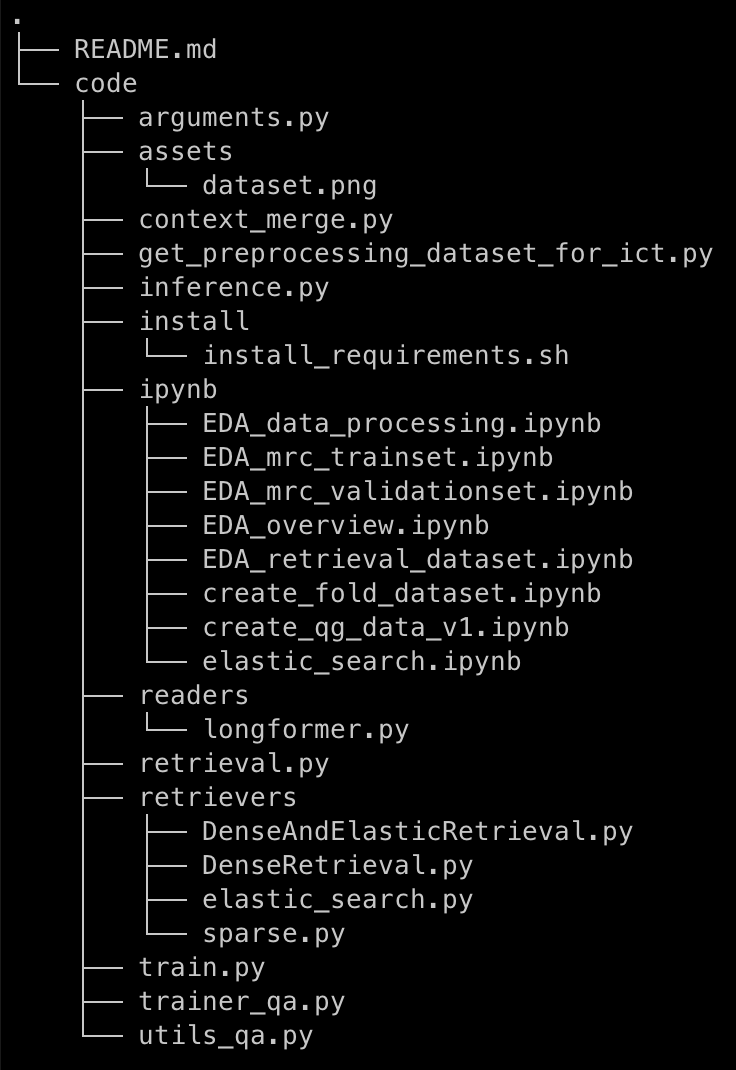 .
├── README.md
└── code
    ├── arguments.py
    ├── assets
    │   └── dataset.png
    ├── context_merge.py
    ├── get_preprocessing_dataset_for_ict.py
    ├── inference.py
    ├── install
    │   └── install_requirements.sh
    ├── ipynb
    │   ├── EDA_data_processing.ipynb
    │   ├── EDA_mrc_trainset.ipynb
    │   ├── EDA_mrc_validationset.ipynb
    │   ├── EDA_overview.ipynb
    │   ├── EDA_retrieval_dataset.ipynb
    │   ├── create_fold_dataset.ipynb
    │   ├── create_qg_data_v1.ipynb
    │   └── elastic_search.ipynb
    ├── readers
    │   └── longformer.py
    ├── retrieval.py
    ├── retrievers
    │   ├── DenseAndElasticRetrieval.py
    │   ├── DenseRetrieval.py
    │   ├── elastic_search.py
    │   └── sparse.py
    ├── train.py
    ├── trainer_qa.py
    └── utils_qa.py